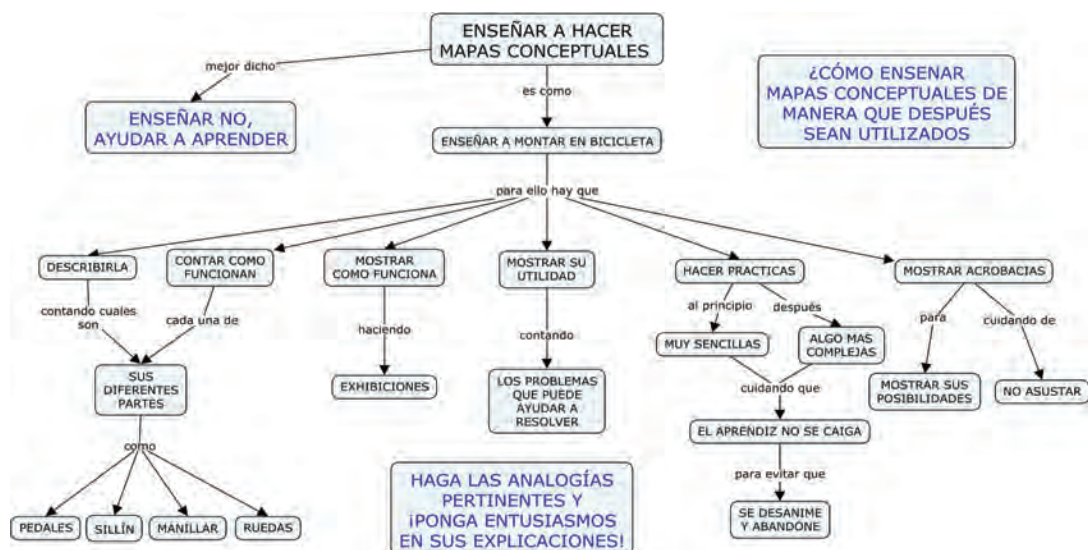 ENSEÑAR A HACER
MAPAS CONCEPTUALES
mejor dicho
ENSEÑAR NO,
AYUDAR A APRENDER
es como
¿CÓMO ENSENAR
MAPAS CONCEPTUALES DE
MANERA QUE DESPUÉS
SEAN UTILIZADOS
ENSEÑAR A MONTAR EN BICICLETA
para ello hay que
DESCRIBIRLA
CONTAR COMO
FUNCIONAN
MOSTRAR
COMO FUNCIONA
MOSTRAR SU
UTILIDAD
HACER PRACTICAS
MOSTRAR ACROBACIAS
contando cuales
son
cada una de
haciendo
contando
al principio
después
para
cuidando de
MUY SENCILLAS
ALGO MAS
COMPLEJAS
SUS
DIFERENTES
PARTES
EXHIBICIONES
LOS PROBLEMAS
QUE PUEDE
AYUDAR A
RESOLVER
cuidando que
MOSTRAR SUS
POSIBILIDADES
NO ASUSTAR
EL APRENDIZ NO SE CAIGA
como
para evitar que
PEDALES
SILLÍN
MANILLAR
RUEDAS
HAGA LAS ANALOGÍAS
PERTINENTES Y
¡PONGA ENTUSIASMOS
EN SUS EXPLICACIONES!
SE DESANIME
Y ABANDONE